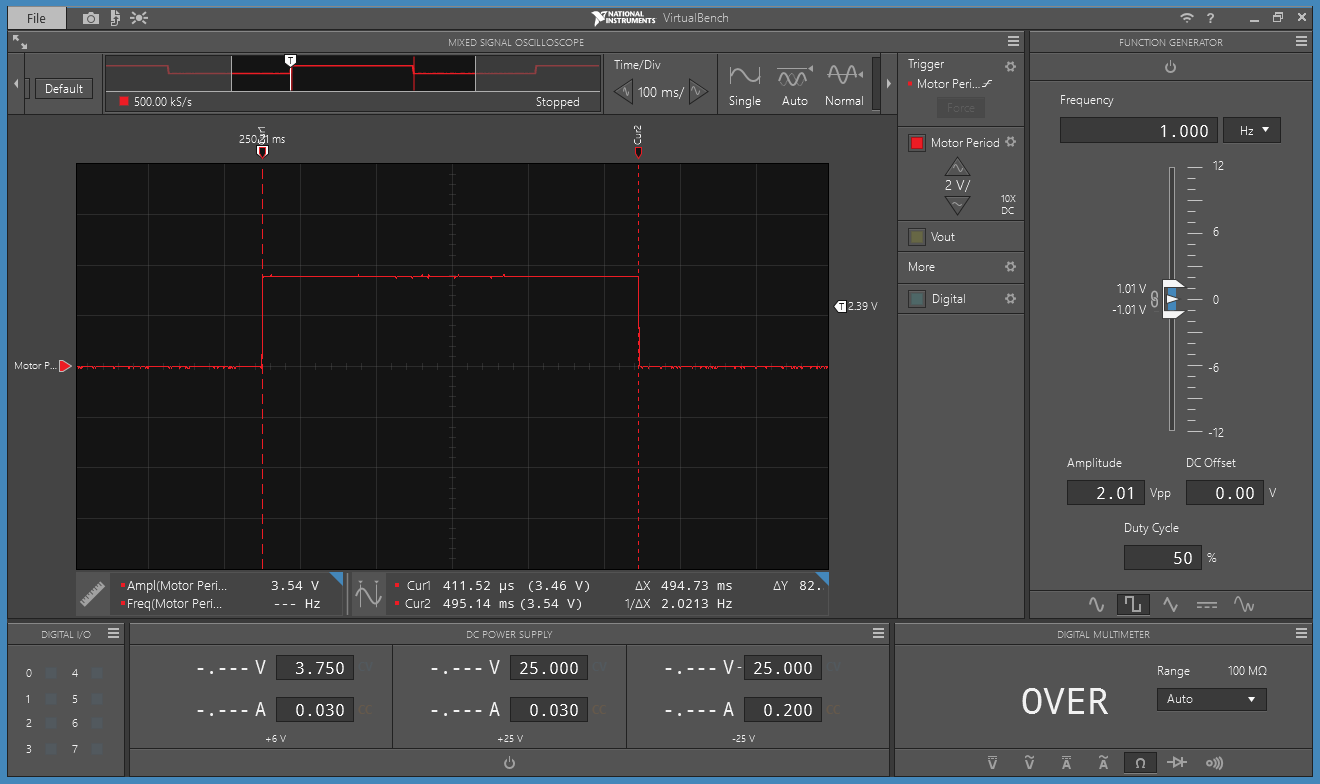 File
NATIONAL INSTRUMENTS VirtualBench
?
MIXED SIGNAL OSCILLOSCOPE
FUNCTION GENERATOR
Default
T
500.00 kS/s
Stopped
Time/Div
100 ms/
Single
Auto
Normal
Trigger
Motor Peri...
Force
Motor Period
2 V/
10X
DC
Vout
More
Digital
Cur2
T 2.39 V
Motor P...
Ampl(Motor Peri... 3.54 V
Freq(Motor Peri... --- Hz
Cur1 411.52 µs (3.46 V) ΔX 494.73 ms ΔY 82.
Cur2 495.14 ms (3.54 V) 1/ΔX 2.0213 Hz
Frequency
1.000 Hz
12
6
1.01 V
0
-1.01 V
-6
-12
Amplitude
DC Offset
2.01 Vpp
0.00 V
Duty Cycle
50 %
DIGITAL I/O
0 4
1 5
2 6
3 7
DC POWER SUPPLY
-.--- V 3.750 CV
-.--- A 0.030 CC
+6 V
-.--- V 25.000 CV
-.--- A 0.030 CC
+25 V
-.--- V - 25.000 CV
-.--- A 0.200 CC
-25 V
DIGITAL MULTIMETER
OVER
Range 100 MΩ
Auto
V V A A Ω